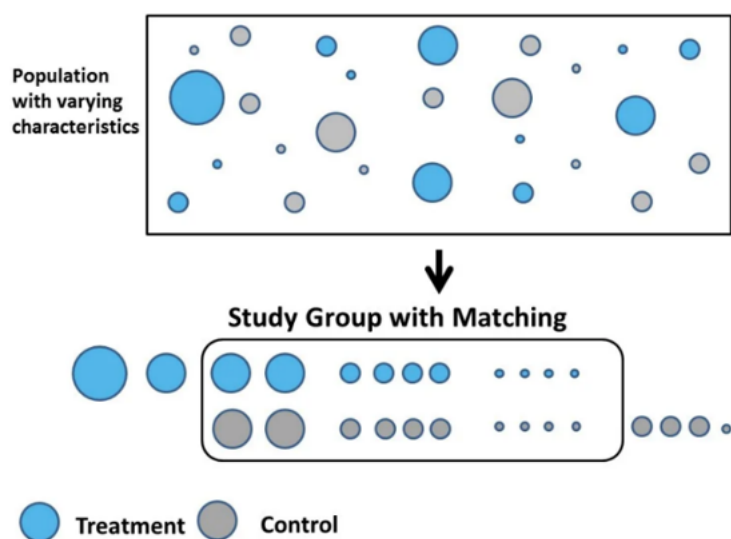 Population
with varying
characteristics
Study Group with Matching
Treatment
Control